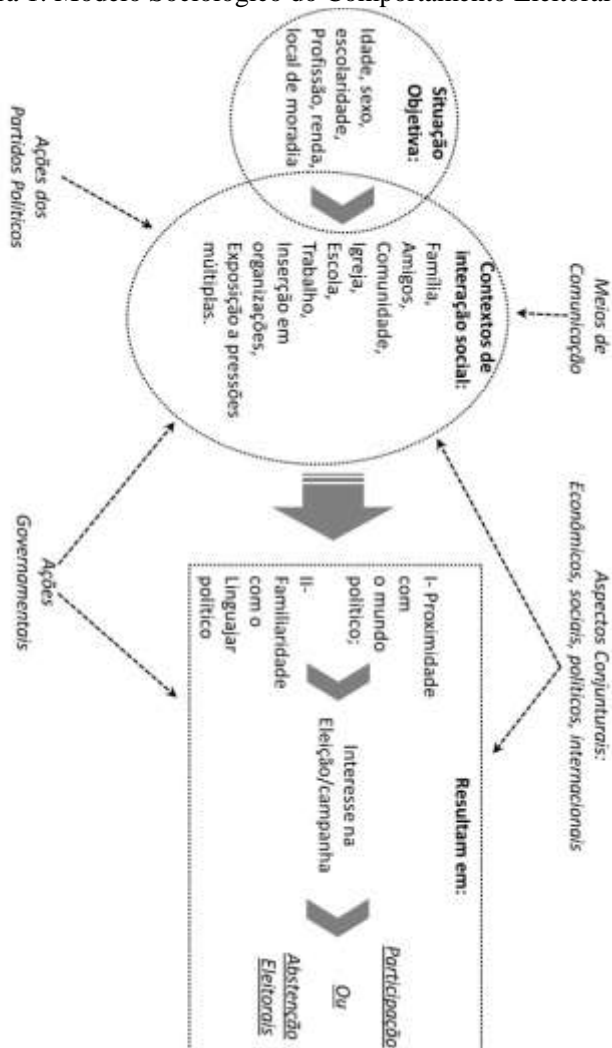 1. Modelo Sociológico do Comportamento Eleitoral
Meios de
Comunicação
Aspectos Conjunturais:
Econômicos, sociais, políticos, internacionais
Situação
Objetiva:
Idade, sexo,
escolaridade,
Profissão, renda,
local de moradia
Contextos de
interação social:
Família,
Amigos,
Comunidade,
Igreja,
Escola,
Trabalho,
Inserção em
organizações,
Exposição a pressões
múltiplas.
Resultam em:
I- Proximidade
com
o mundo
político;
II-
Familiaridade
com o
Linguajar
político
Interesse na
Eleição/campanha
Participação
Ou
Abstenção
Eleitorais
Ações dos
Partidos Políticos
Ações
Governamentais